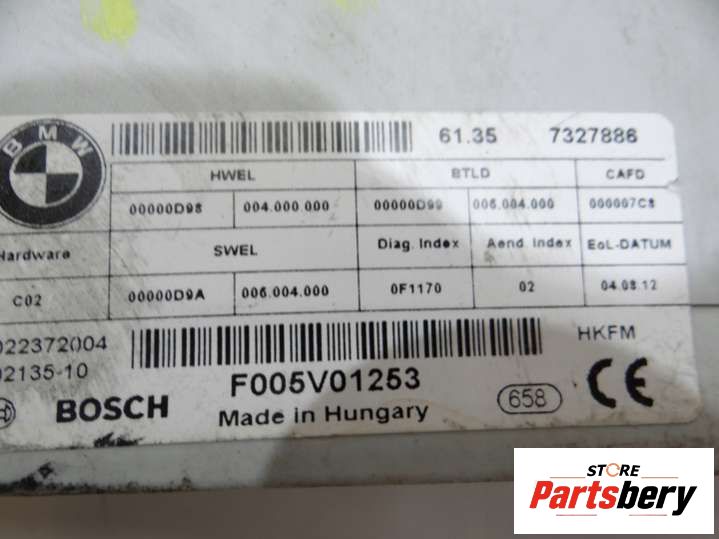 BMW
61.35 7327886
HWEL BTLD CAFD
00000D98 004.000.000 00000D99 006.004.000 000007C8
Hardware SWEL Diag. Index Aend Index EoL-DATUM
C02 00000D9A 006.004.000 0F1170 02 04.08.12
022372004
02135-10
HKFM
F005V01253
BOSCH
Made in Hungary
658
CE
STORE
Partsbery